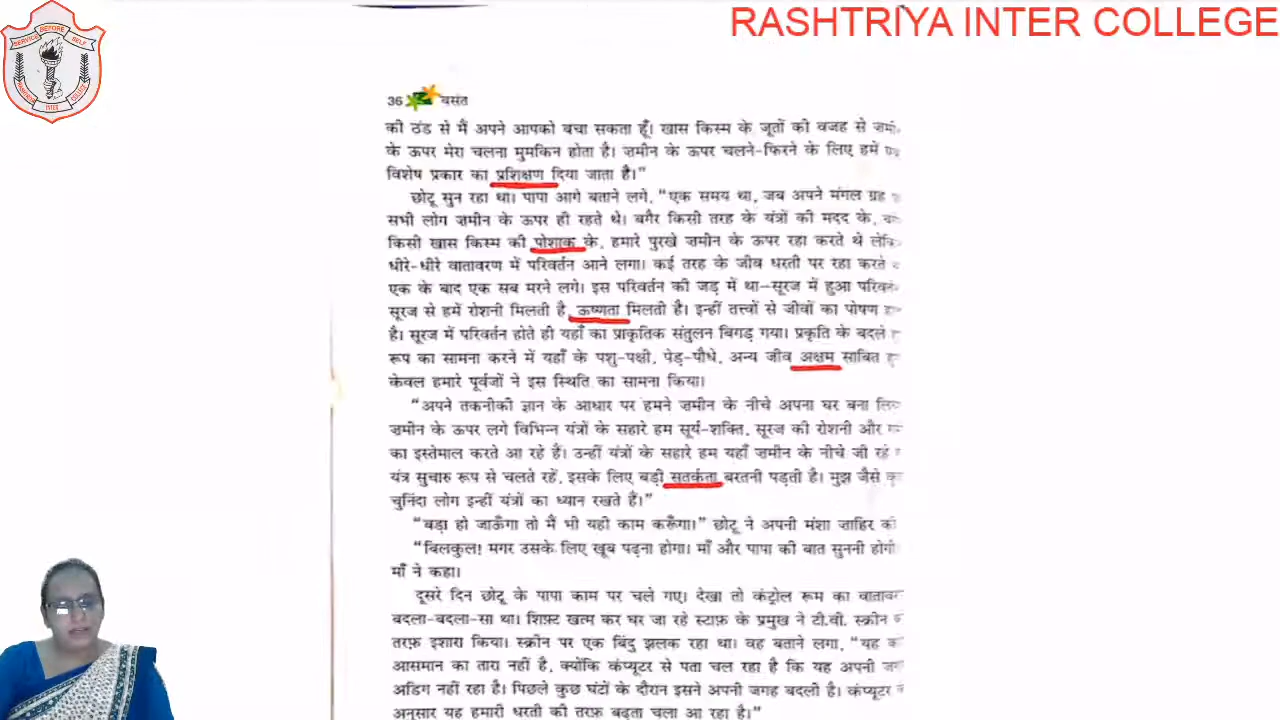 RASHTRIYA INTER COLLEGE
SERVICE BEFORE SELF
RASHTRIYA INTER COLLEGE
36 वसंत
की ठंड से मैं अपने आपको बचा सकता हूँ। खास किस्म के जूतों की वजह से
के ऊपर मेरा चलना मुमकिन होता है। ज़मीन के ऊपर चलने-फिरने के लिए हमें
विशेष प्रकार का प्रशिक्षण दिया जाता है।”
छोटू सुन रहा था। पापा आगे बताने लगे, “एक समय था, जब अपने मंगल ग्रह
सभी लोग ज़मीन के ऊपर ही रहते थे। बगैर किसी तरह के यंत्रों की मदद के,
किसी खास किस्म की पोशाक के, हमारे पुरखे ज़मीन के ऊपर रहा करते थे
धीरे-धीरे वातावरण में परिवर्तन आने लगा। कई तरह के जीव धरती पर रहा करते
एक के बाद एक सब मरने लगे। इस परिवर्तन की जड़ में था—सूरज में हुआ
सूरज से हमें रोशनी मिलती है, ऊष्णता मिलती है। इन्हीं तत्त्वों से जीवों का पोषण
है। सूरज में परिवर्तन होते ही यहाँ का प्राकृतिक संतुलन बिगड़ गया। प्रकृति के बदले
रूप का सामना करने में यहाँ के पशु-पक्षी, पेड़-पौधे, अन्य जीव अक्षम साबित
केवल हमारे पूर्वजों ने इस स्थिति का सामना किया।
“अपने तकनीकी ज्ञान के आधार पर हमने ज़मीन के नीचे अपना घर बना
ज़मीन के ऊपर लगे विभिन्न यंत्रों के सहारे हम सूर्य-शक्ति, सूरज की रोशनी और
का इस्तेमाल करते आ रहे हैं। उन्हीं यंत्रों के सहारे हम यहाँ ज़मीन के नीचे जी रहे
यंत्र सुचारु रूप से चलते रहें, इसके लिए बड़ी सतर्कता बरतनी पड़ती है। मुझ जैसे
चुनिंदा लोग इन्हीं यंत्रों का ध्यान रखते हैं।”
“बड़ा हो जाऊँगा तो मैं भी यही काम करूँगा।” छोटू ने अपनी मंशा ज़ाहिर की
“बिलकुल! मगर उसके लिए खूब पढ़ना होगा। माँ और पापा की बात सुननी होगी
माँ ने कहा।
दूसरे दिन छोटू के पापा काम पर चले गए। देखा तो कंट्रोल रूम का
बदला-बदला-सा था। शिफ़्ट खत्म कर घर जा रहे स्टाफ़ के प्रमुख ने टी.वी. स्क्रीन
तरफ़ इशारा किया। स्क्रीन पर एक बिंदु झलक रहा था। वह बताने लगा, “यह
आसमान का तारा नहीं है, क्योंकि कंप्यूटर से पता चल रहा है कि यह अपनी
अडिग नहीं रहा है। पिछले कुछ घंटों के दौरान इसने अपनी जगह बदली है। कंप्यूटर
अनुसार यह हमारी धरती की तरफ़ बढ़ता चला आ रहा है।”